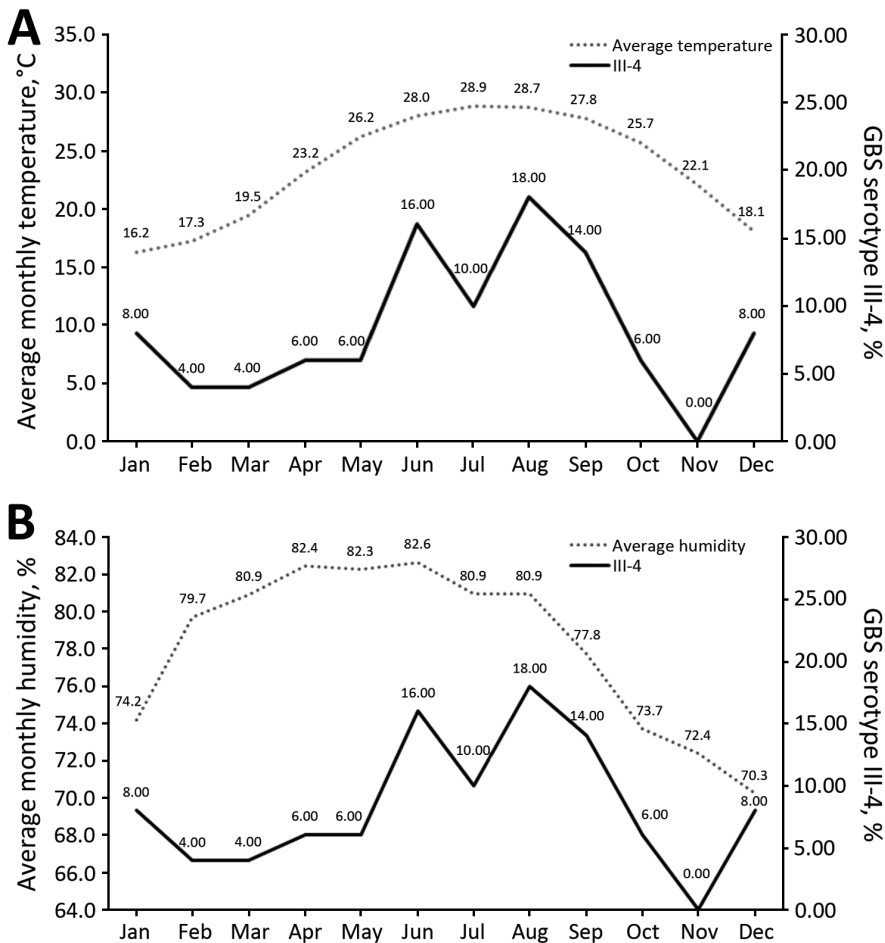 A
Average monthly temperature,°C
GBS serotype III-4, %
Average temperature
III-4
35.0
30.0
25.0
20.0
15.0
10.0
5.0
0.0
30.00
25.00
20.00
15.00
10.00
5.00
0.00
16.2 17.3 19.5 23.2 26.2 28.0 28.9 28.7 27.8 25.7 22.1 18.1
8.00 4.00 4.00 6.00 6.00 16.00 10.00 18.00 14.00 6.00 0.00 8.00
Jan Feb Mar Apr May Jun Jul Aug Sep Oct Nov Dec
B
Average monthly humidity, %
GBS serotype III-4, %
Average humidity
III-4
84.0
82.0
80.0
78.0
76.0
74.0
72.0
70.0
68.0
66.0
64.0
30.00
25.00
20.00
15.00
10.00
5.00
0.00
74.2 79.7 80.9 82.4 82.3 82.6 80.9 80.9 77.8 73.7 72.4 70.3
8.00 4.00 4.00 6.00 6.00 16.00 10.00 18.00 14.00 6.00 0.00 8.00
Jan Feb Mar Apr May Jun Jul Aug Sep Oct Nov Dec